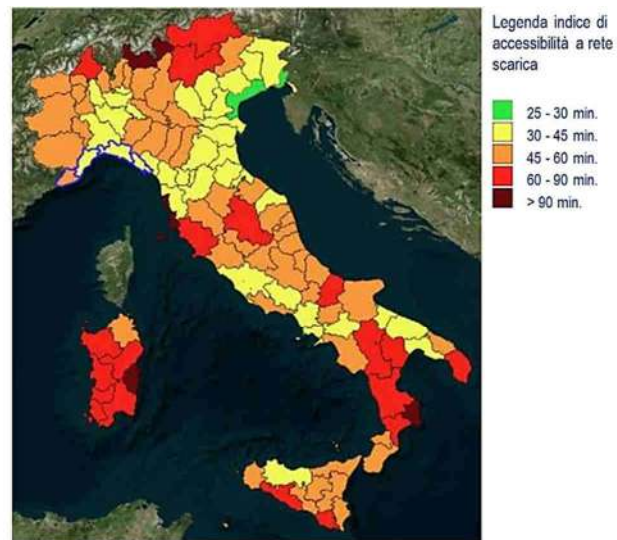 Legenda indice di
accessibilità a rete
scarica
25 - 30 min.
30 - 45 min.
45 - 60 min.
60 - 90 min.
> 90 min.